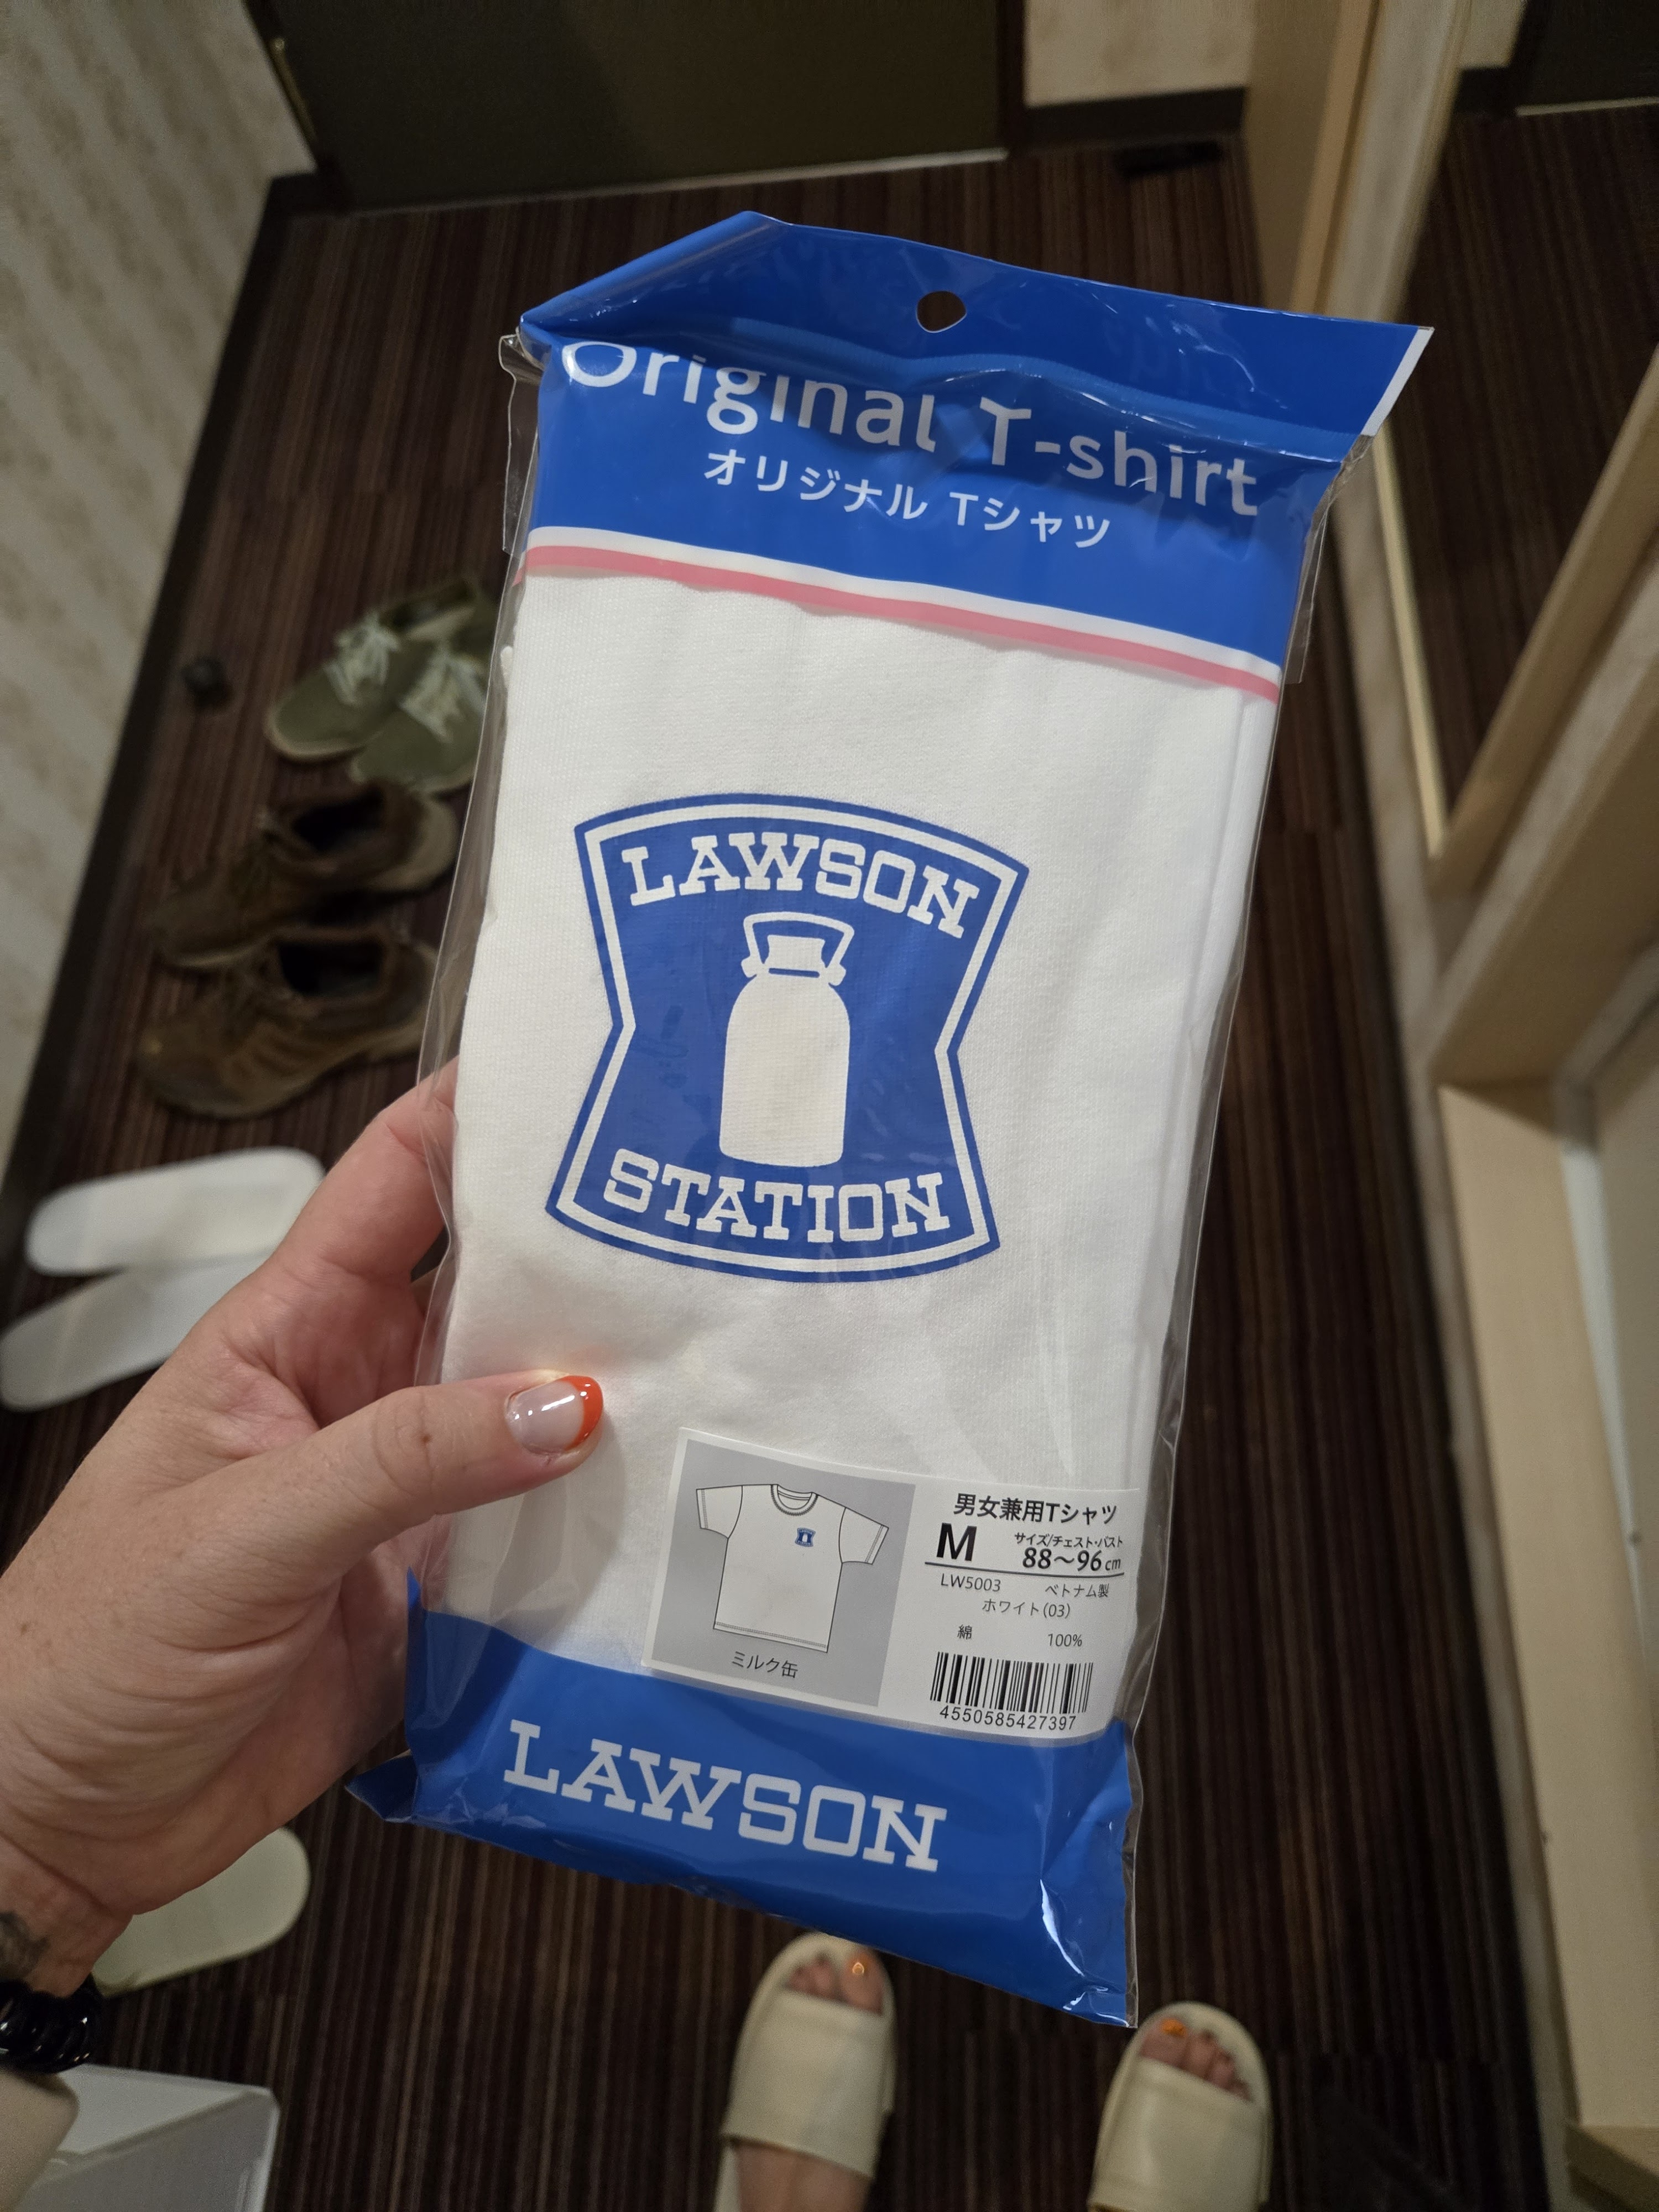 Original T-shirt
オリジナル Tシャツ
LAWSON
STATION
男女兼用Tシャツ
M
サイズ/チェスト・バスト
88～96cm
LW5003 ベトナム製
ホワイト(03)
綿 100%
ミルク缶
4550585427397
LAWSON